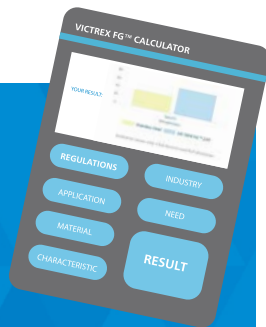 VICTREX FG™ CALCULATOR
YOUR RESULT:
REGULATIONS
INDUSTRY
APPLICATION
NEED
MATERIAL
RESULT
CHARACTERISTIC